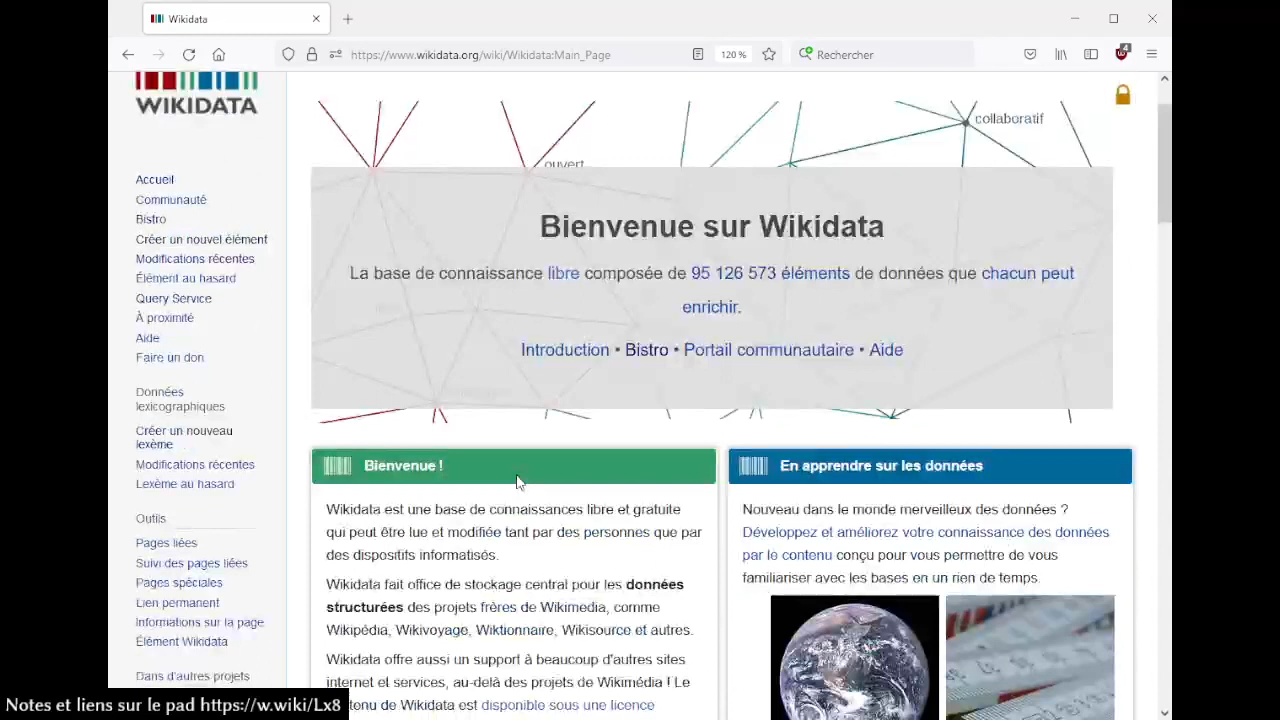 Wikidata
https://www.wikidata.org/wiki/Wikidata:Main_Page
120 %
Rechercher
4
WIKIDATA
Accueil
Communauté
Bistro
Créer un nouvel élément
Modifications récentes
Élément au hasard
Query Service
À proximité
Aide
Faire un don
Données
lexicographiques
Créer un nouveau
lexème
Modifications récentes
Lexème au hasard
Outils
Pages liées
Suivi des pages liées
Pages spéciales
Lien permanent
Informations sur la page
Élément Wikidata
Dans d'autres projets
collaboratif
ouvert
Bienvenue sur Wikidata
La base de connaissance libre composée de 95 126 573 éléments de données que chacun peut
enrichir.
Introduction • Bistro • Portail communautaire • Aide
Bienvenue !
Wikidata est une base de connaissances libre et gratuite
qui peut être lue et modifiée tant par des personnes que par
des dispositifs informatisés.
Wikidata fait office de stockage central pour les données
structurées des projets frères de Wikimedia, comme
Wikipédia, Wikivoyage, Wiktionnaire, Wikisource et autres.
Wikidata offre aussi un support à beaucoup d'autres sites
internet et services, au-delà des projets de Wikimédia ! Le
tenu de Wikidata est disponible sous une licence
En apprendre sur les données
Nouveau dans le monde merveilleux des données ?
Développez et améliorez votre connaissance des données
par le contenu conçu pour vous permettre de vous
familiariser avec les bases en un rien de temps.
Notes et liens sur le pad https://w.wiki/Lx8